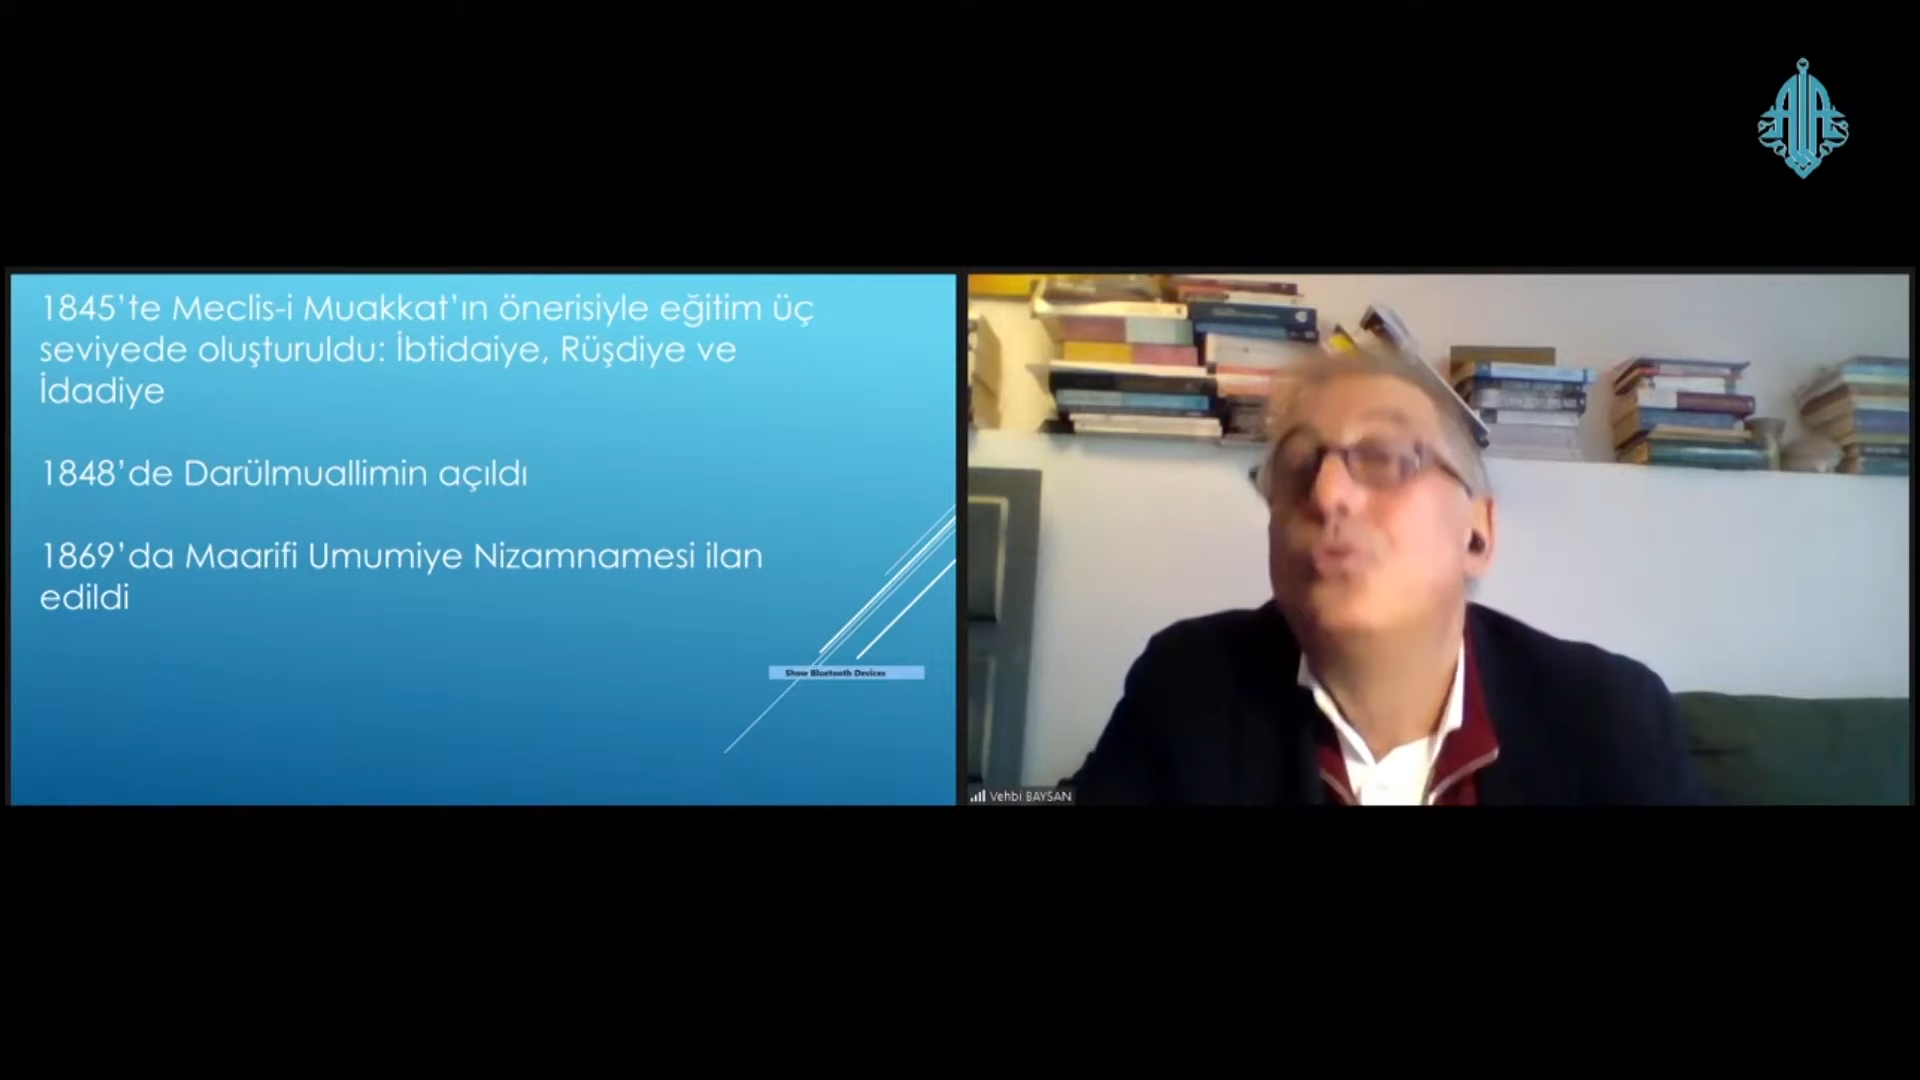 1845’te Meclis-i Muakkat’ın önerisiyle eğitim üç
seviyede oluşturuldu: İbtidaiye, Rüşdiye ve
İdadiye
1848’de Darülmuallimin açıldı
1869’da Maarifi Umumiye Nizamnamesi ilan
edildi
Show Bluetooth Devices
Vehbi BAYSAN